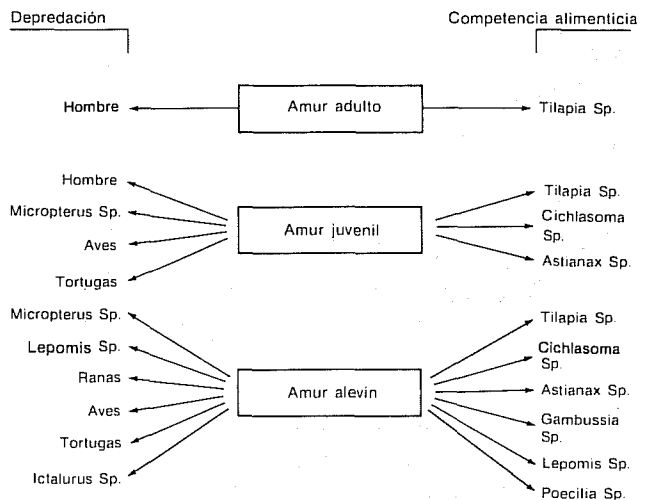 Depredación
Competencia alimenticia
Hombre
Amur adulto
Tilapia Sp.
Hombre
Micropterus Sp.
Aves
Tortugas
Amur juvenil
Tilapia Sp.
Cichlasoma
Sp.
Astianax Sp.
Micropterus Sp.
Lepomis Sp.
Ranas
Aves
Tortugas
Ictalurus Sp.
Amur alevin
Tilapia Sp.
Cichlasoma
Sp.
Astianax Sp.
Gambussia
Sp.
Lepomis Sp.
Poecilia Sp.